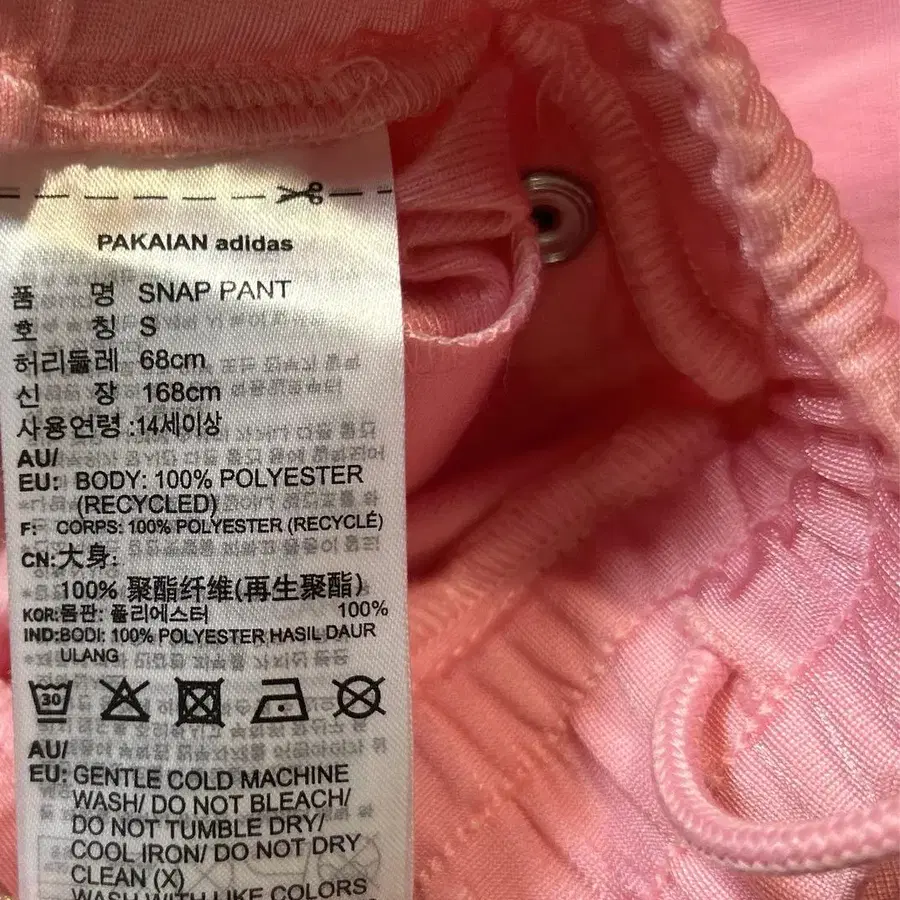 PAKAIAN adidas
품 명 SNAP PANT
호 칭 S
허리둘레 68cm
신 장 168cm
사용연령 :14세이상
AU/
EU: BODY: 100% POLYESTER
(RECYCLED)
F: CORPS: 100% POLYESTER (RECYCLÉ)
CN:大身:
100% 聚酯纤维(再生聚酯)
KOR:몸판: 폴리에스터 100%
IND:BODI: 100% POLYESTER HASIL DAUR
ULANG
30
AU/
EU: GENTLE COLD MACHINE
WASH/ DO NOT BLEACH/
DO NOT TUMBLE DRY/
COOL IRON/ DO NOT DRY
CLEAN (X)
WASH WITH LIKE COLORS